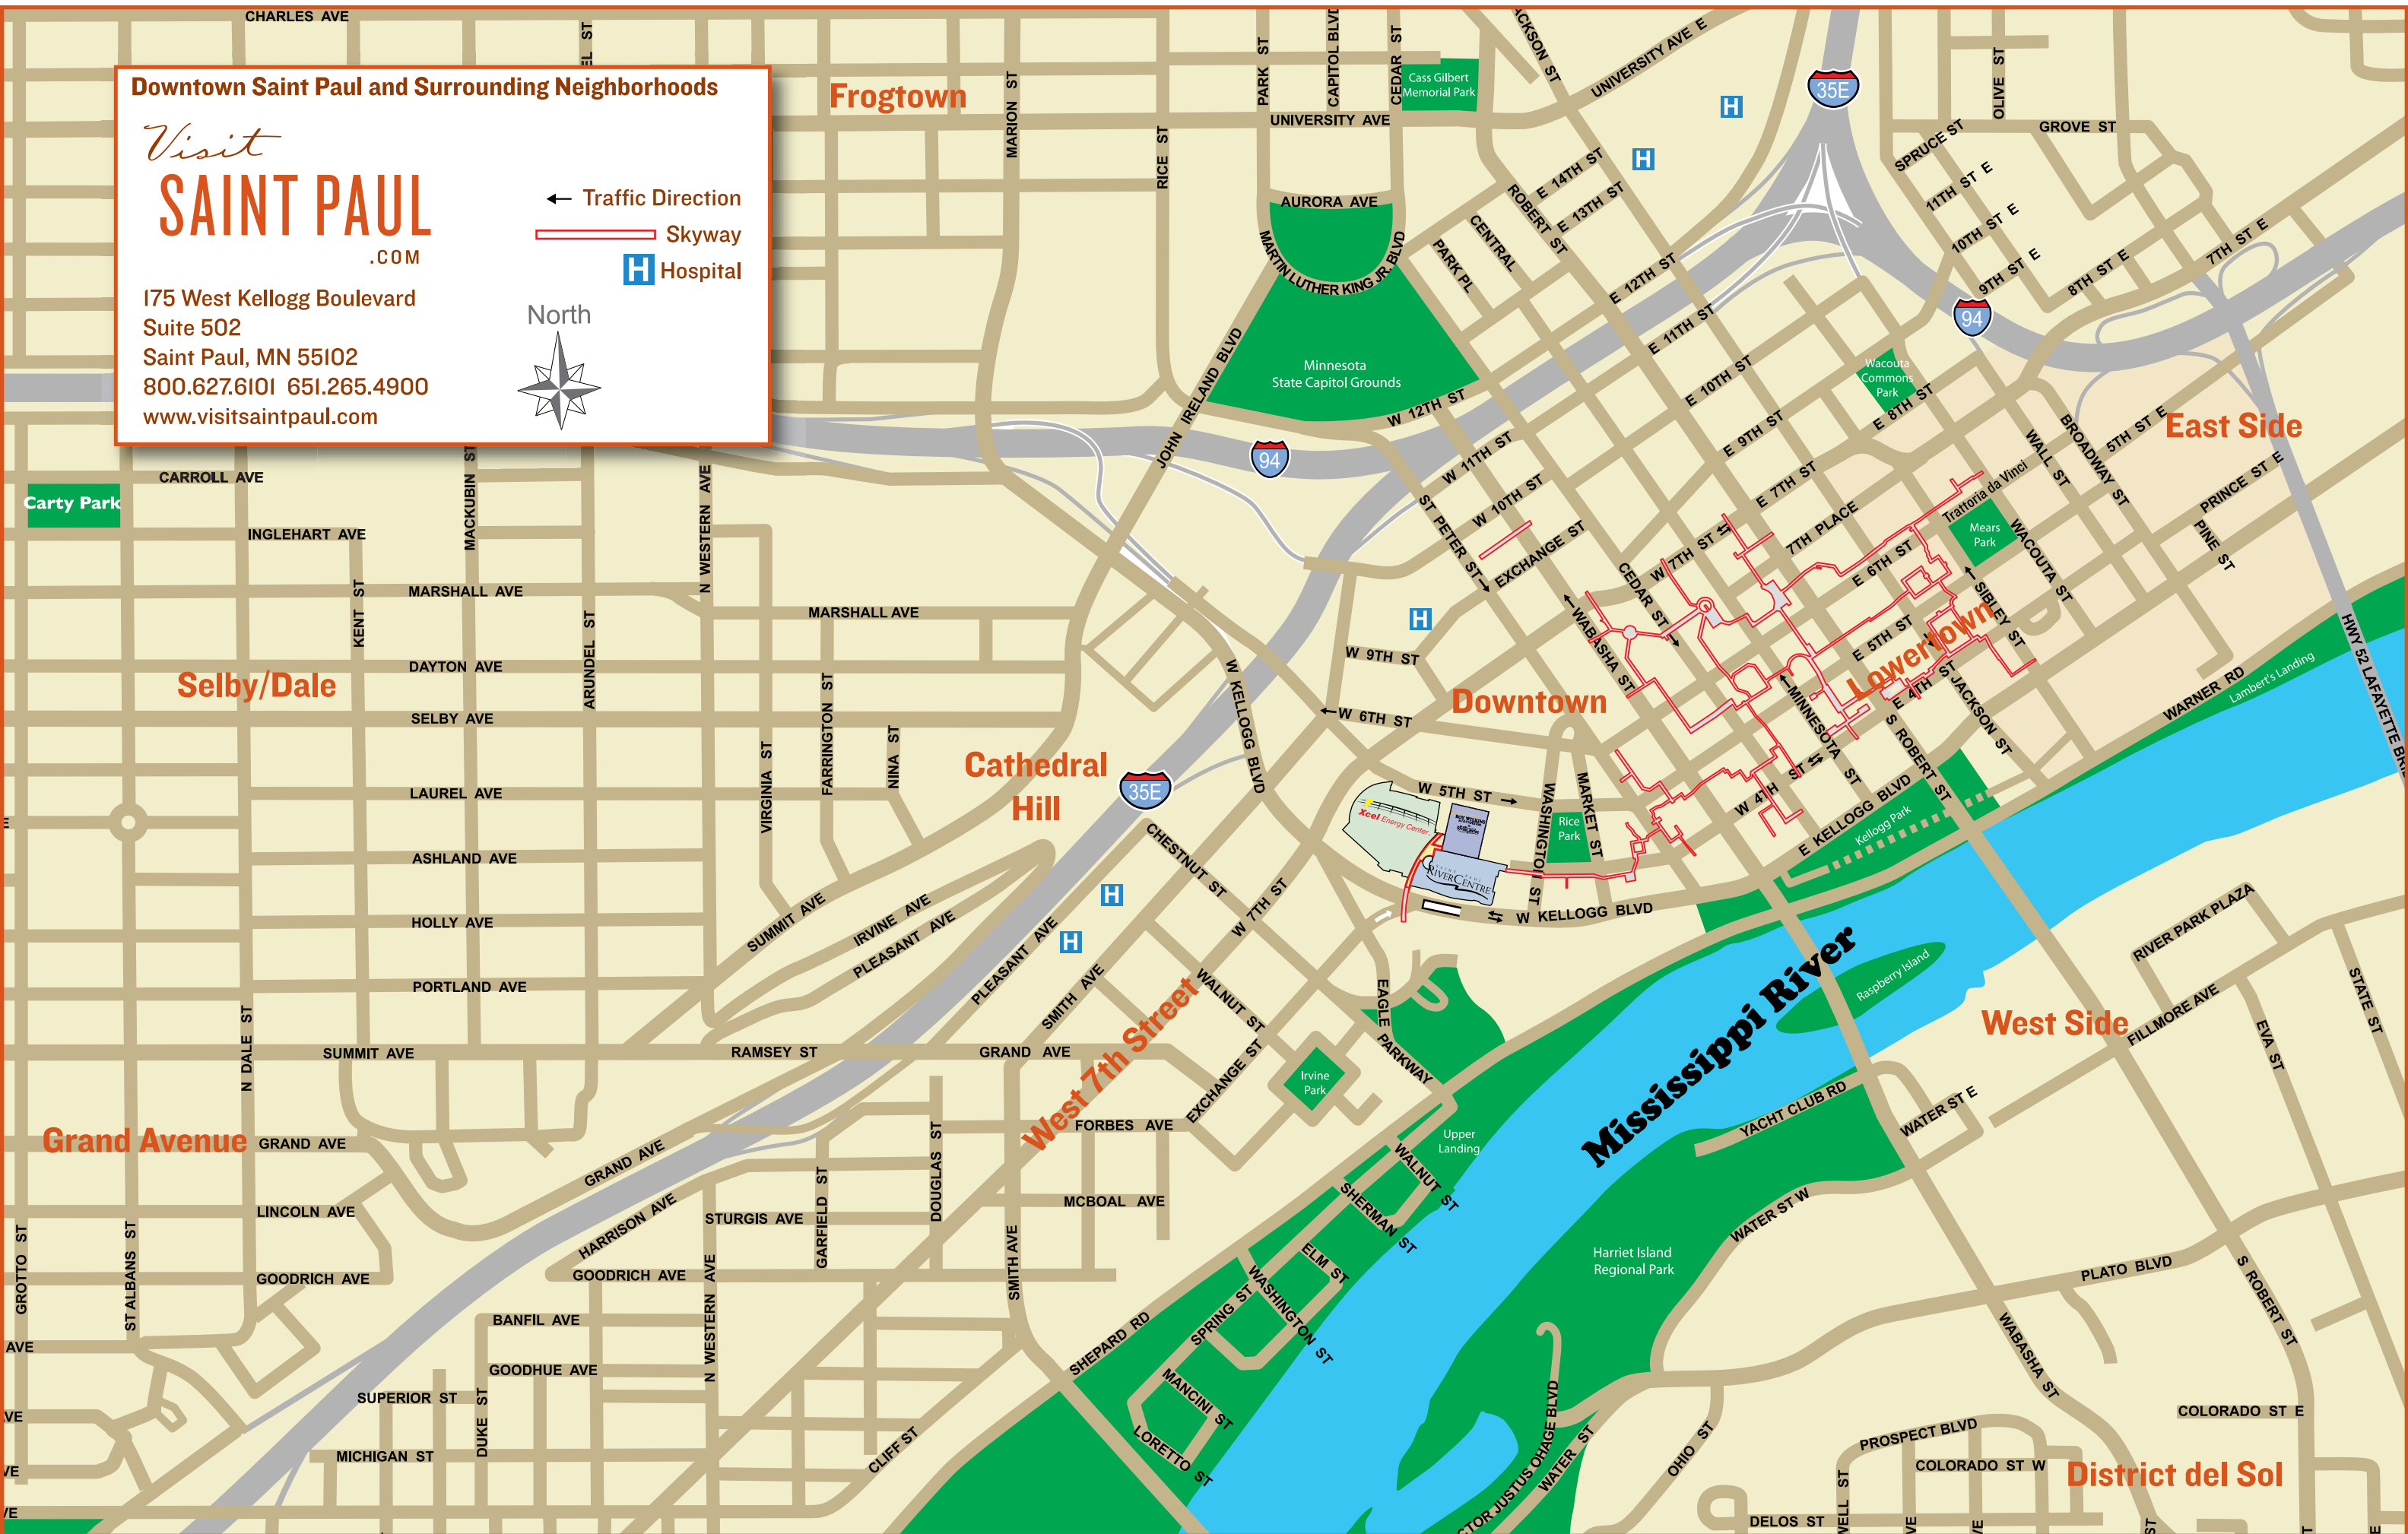 CHARLES AVE
Downtown Saint Paul and Surrounding Neighborhoods
Visit
SAINT PAUL
.COM
175 West Kellogg Boulevard
Suite 502
Saint Paul, MN 55102
800.627.6101 651.265.4900
www.visitsaintpaul.com
Traffic Direction
Skyway
H Hospital
North
Frogtown
MARION ST
RICE ST
PARK ST
CAPITOL BLVD
CEDAR ST
Cass Gilbert
Memorial Park
UNIVERSITY AVE
UNIVERSITY AVE E
H
H
35E
OLIVE ST
GROVE ST
SPRUCE ST
11TH ST E
10TH ST E
9TH ST E
8TH ST E
7TH ST E
AURORA AVE
MARTIN LUTHER KING JR. BLVD
PARK PL
CENTRAL
ROBERT ST
E 14TH ST
E 13TH ST
E 12TH ST
E 11TH ST
E 10TH ST
E 9TH ST
E 8TH ST
E 7TH ST
94
Minnesota
State Capitol Grounds
JOHN IRELAND BLVD
W 12TH ST
W 11TH ST
W 10TH ST
94
Wacouta
Commons
Park
East Side
WALL ST
BROADWAY ST
5TH ST E
PRINCE ST E
PINE ST
Trattoria da Vinci
Mears
Park
WACOUTA ST
SIBLEY ST
7TH PLACE
E 6TH ST
E 5TH ST
E 4TH ST
Lowertown
JACKSON ST
S ROBERT ST
MINNESOTA ST
W 7TH ST
CEDAR ST
WABASHA ST
ST PETER ST
EXCHANGE ST
H
W 9TH ST
Downtown
W 6TH ST
W 5TH ST
W 4TH ST
WASHINGTON ST
MARKET ST
Rice
Park
Xcel Energy Center
ROY WILKINS
RIVERCENTRE
W KELLOGG BLVD
E KELLOGG BLVD
Kellogg Park
WARNER RD
Lambert's Landing
HWY 52 LAFAYETTE
Carty Park
CARROLL AVE
INGLEHART AVE
MACKUBIN ST
N WESTERN AVE
KENT ST
MARSHALL AVE
MARSHALL AVE
DAYTON AVE
ARUNDEL ST
Selby/Dale
SELBY AVE
VIRGINIA ST
FARRINGTON ST
NINA ST
LAUREL AVE
ASHLAND AVE
HOLLY AVE
PORTLAND AVE
Cathedral
Hill
35E
W KELLOGG BLVD
CHESTNUT ST
H
H
SUMMIT AVE
IRVINE AVE
PLEASANT AVE
PLEASANT AVE
SMITH AVE
W 7TH ST
WALNUT ST
West 7th Street
EXCHANGE ST
EAGLE PARKWAY
Irvine
Park
N DALE ST
SUMMIT AVE
RAMSEY ST
GRAND AVE
Grand Avenue
GRAND AVE
GRAND AVE
FORBES AVE
MCBOAL AVE
LINCOLN AVE
HARRISON AVE
STURGIS AVE
GARFIELD ST
DOUGLAS ST
SMITH AVE
GROTTO ST
ST ALBANS ST
GOODRICH AVE
GOODRICH AVE
BANFIL AVE
N WESTERN AVE
GOODHUE AVE
SUPERIOR ST
DUKE ST
MICHIGAN ST
CLIFF ST
AVE
SHEPARD RD
Upper
Landing
WALNUT ST
SHERMAN ST
ELM ST
SPRING ST
WASHINGTON ST
MANCINI ST
LORETTO ST
Mississippi River
Raspberry Island
Harriet Island
Regional Park
YACHT CLUB RD
WATER ST E
WATER ST W
West Side
RIVER PARK PLAZA
FILLMORE AVE
EVA ST
STATE ST
PLATO BLVD
S ROBERT ST
WABASHA ST
JUSTUS OHAGE BLVD
WATER ST
OHIO ST
PROSPECT BLVD
COLORADO ST E
COLORADO ST W
District del Sol
DELOS ST